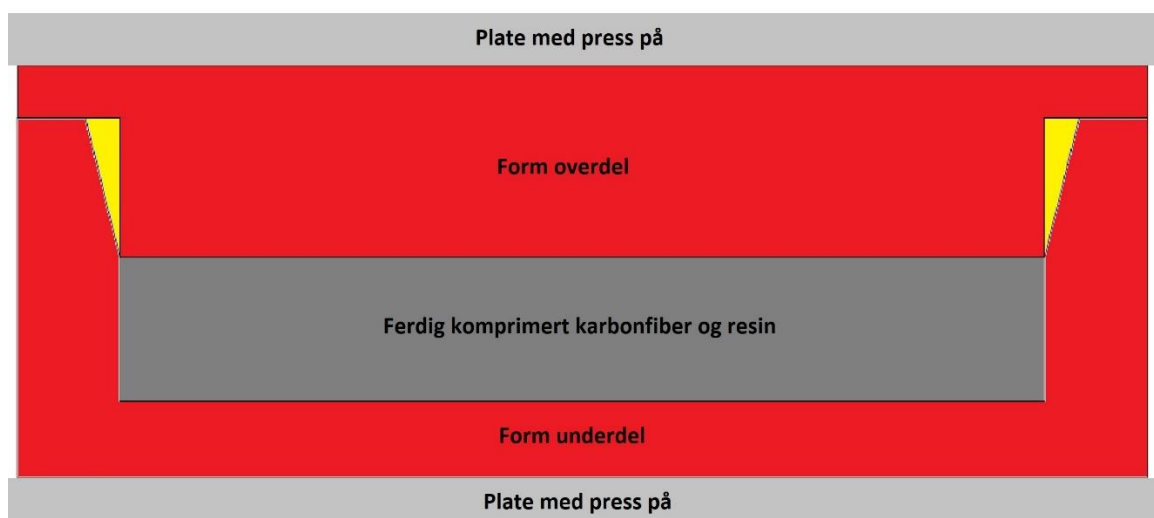 Plate med press på
Form overdel
Ferdig komprimert karbonfiber og resin
Form underdel
Plate med press på